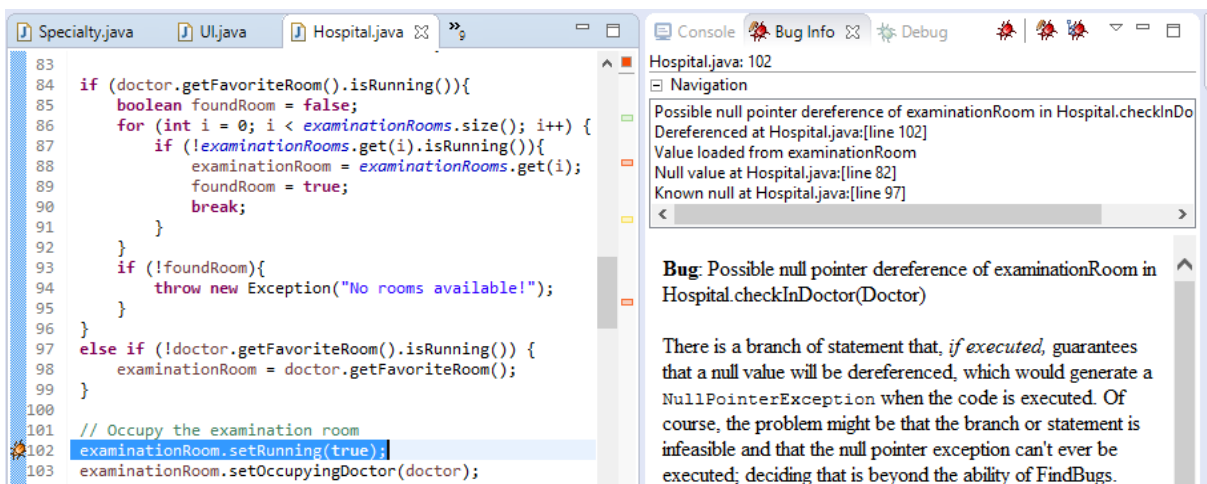 Specialty.java UI.java Hospital.java »9
83
84 if (doctor.getFavoriteRoom().isRunning()){
85 boolean foundRoom = false;
86 for (int i = 0; i < examinationRooms.size(); i++) {
87 if (!examinationRooms.get(i).isRunning()){
88 examinationRoom = examinationRooms.get(i);
89 foundRoom = true;
90 break;
91 }
92 }
93 if (!foundRoom){
94 throw new Exception("No rooms available!");
95 }
96 }
97 else if (!doctor.getFavoriteRoom().isRunning()) {
98 examinationRoom = doctor.getFavoriteRoom();
99 }
100
101 // Occupy the examination room
102 examinationRoom.setRunning(true);
103 examinationRoom.setOccupyingDoctor(doctor);
Console Bug Info Debug
Hospital.java: 102
Navigation
Possible null pointer dereference of examinationRoom in Hospital.checkInDo
Dereferenced at Hospital.java:[line 102]
Value loaded from examinationRoom
Null value at Hospital.java:[line 82]
Known null at Hospital.java:[line 97]
Bug: Possible null pointer dereference of examinationRoom in
Hospital.checkInDoctor(Doctor)
There is a branch of statement that, if executed, guarantees
that a null value will be dereferenced, which would generate a
NullPointerException when the code is executed. Of
course, the problem might be that the branch or statement is
infeasible and that the null pointer exception can't ever be
executed; deciding that is beyond the ability of FindBugs.